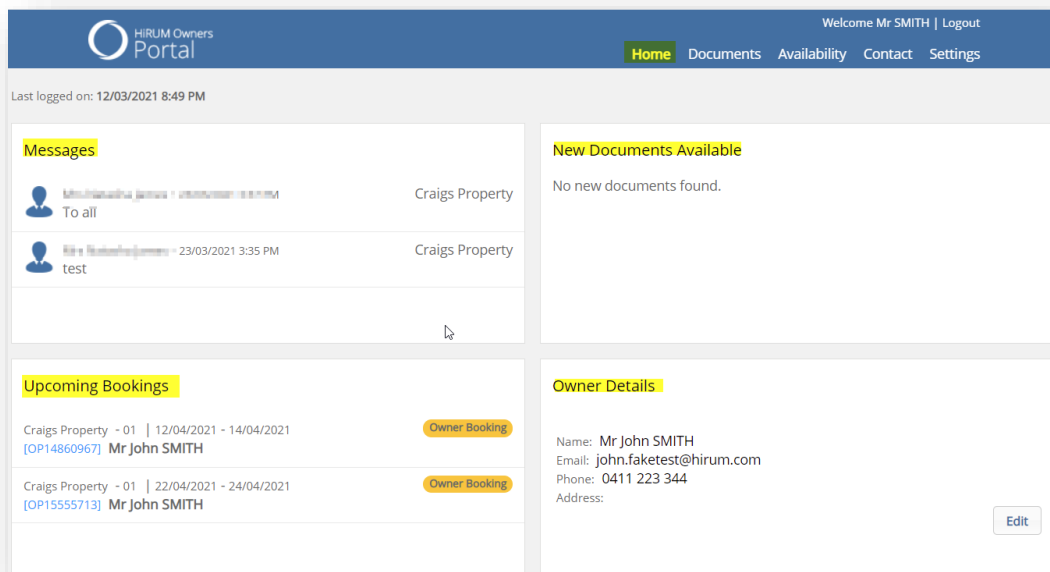 Welcome Mr SMITH | Logout
HiRUM Owners
Portal
Home Documents Availability Contact Settings
Last logged on: 12/03/2021 8:49 PM
Messages
Craigs Property
To all
- 23/03/2021 3:35 PM Craigs Property
test
New Documents Available
No new documents found.
Upcoming Bookings
Craigs Property - 01 | 12/04/2021 - 14/04/2021 Owner Booking
[OP14860967] Mr John SMITH
Craigs Property - 01 | 22/04/2021 - 24/04/2021 Owner Booking
[OP15555713] Mr John SMITH
Owner Details
Name: Mr John SMITH
Email: john.faketest@hirum.com
Phone: 0411 223 344
Address:
Edit